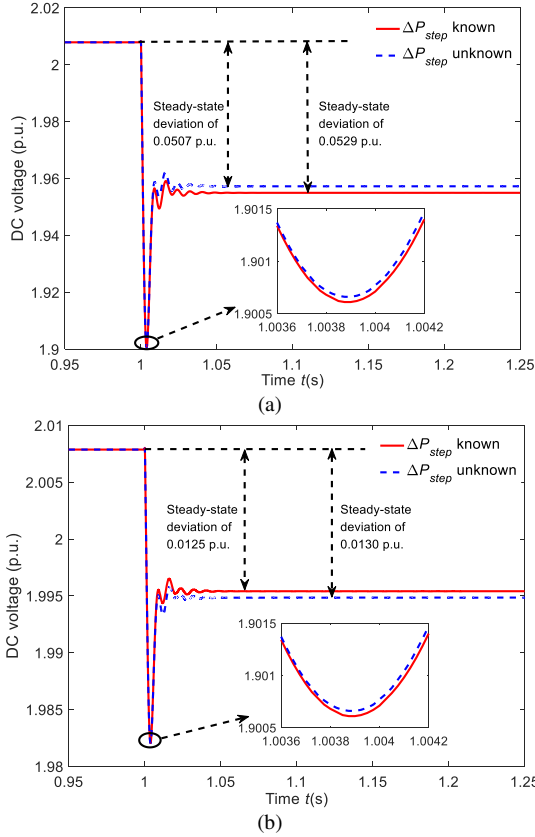 2.02
2
1.98
1.96
1.94
1.92
1.9
DC voltage (p.u.)
ΔP_step known
ΔP_step unknown
Steady-state
deviation of
0.0507 p.u.
Steady-state
deviation of
0.0529 p.u.
1.9015
1.901
1.9005
1.0036 1.0038 1.004 1.0042
0.95 1 1.05 1.1 1.15 1.2 1.25
Time t(s)
(a)
2.01
2.005
2
1.995
1.99
1.985
1.98
DC voltage (p.u.)
ΔP_step known
ΔP_step unknown
Steady-state
deviation of
0.0125 p.u.
Steady-state
deviation of
0.0130 p.u.
1.9015
1.901
1.9005
1.0036 1.0038 1.004 1.0042
0.95 1 1.05 1.1 1.15 1.2 1.25
Time t(s)
(b)